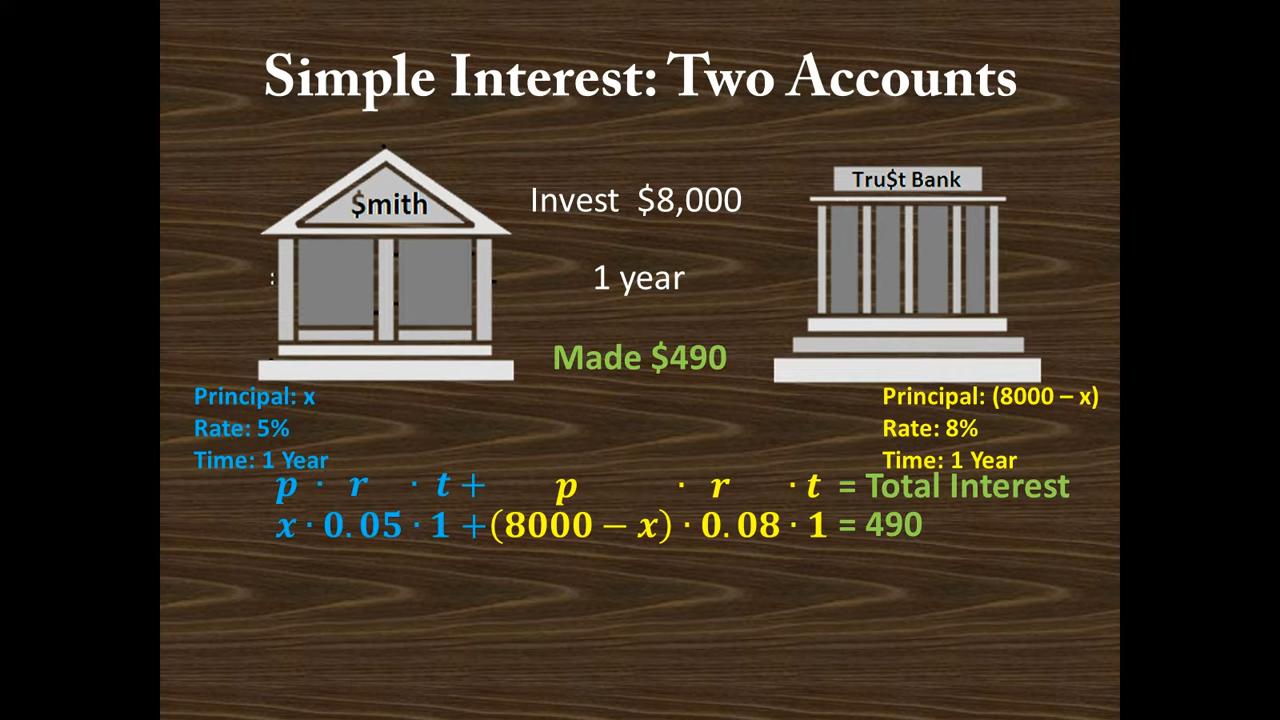 Simple Interest: Two Accounts
$mith
Invest $8,000
Tru$t Bank
1 year
Made $490
Principal: x
Rate: 5%
Time: 1 Year
Principal: (8000 – x)
Rate: 8%
Time: 1 Year
p · r · t + p · r · t = Total Interest
x · 0.05 · 1 + (8000 − x) · 0.08 · 1 = 490